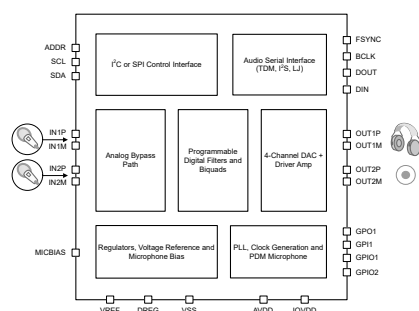 ADDR
SCL
SDA
I²C or SPI Control Interface
Audio Serial Interface
(TDM, I²S, LJ)
FSYNC
BCLK
DOUT
DIN
IN1P
IN1M
IN2P
IN2M
Analog Bypass
Path
Programmable
Digital Filters and
Biquads
4-Channel DAC +
Driver Amp
OUT1P
OUT1M
OUT2P
OUT2M
MICBIAS
Regulators, Voltage Reference and
Microphone Bias
PLL, Clock Generation and
PDM Microphone
GPO1
GPI1
GPIO1
GPIO2
VREF
DREG
VSS
AVDD
IOVDD